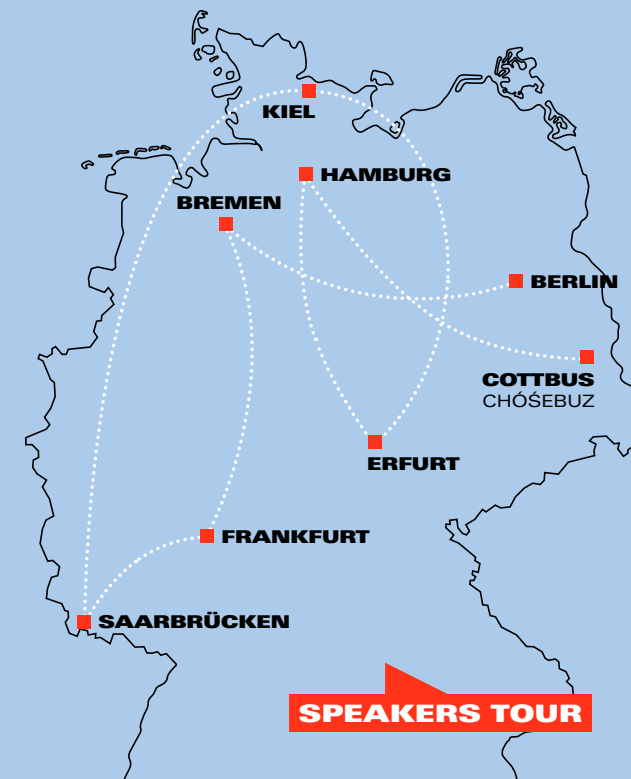 KIEL
HAMBURG
BREMEN
BERLIN
COTTBUS
CHÓŚEBUZ
ERFURT
FRANKFURT
SAARBRÜCKEN
SPEAKERS TOUR